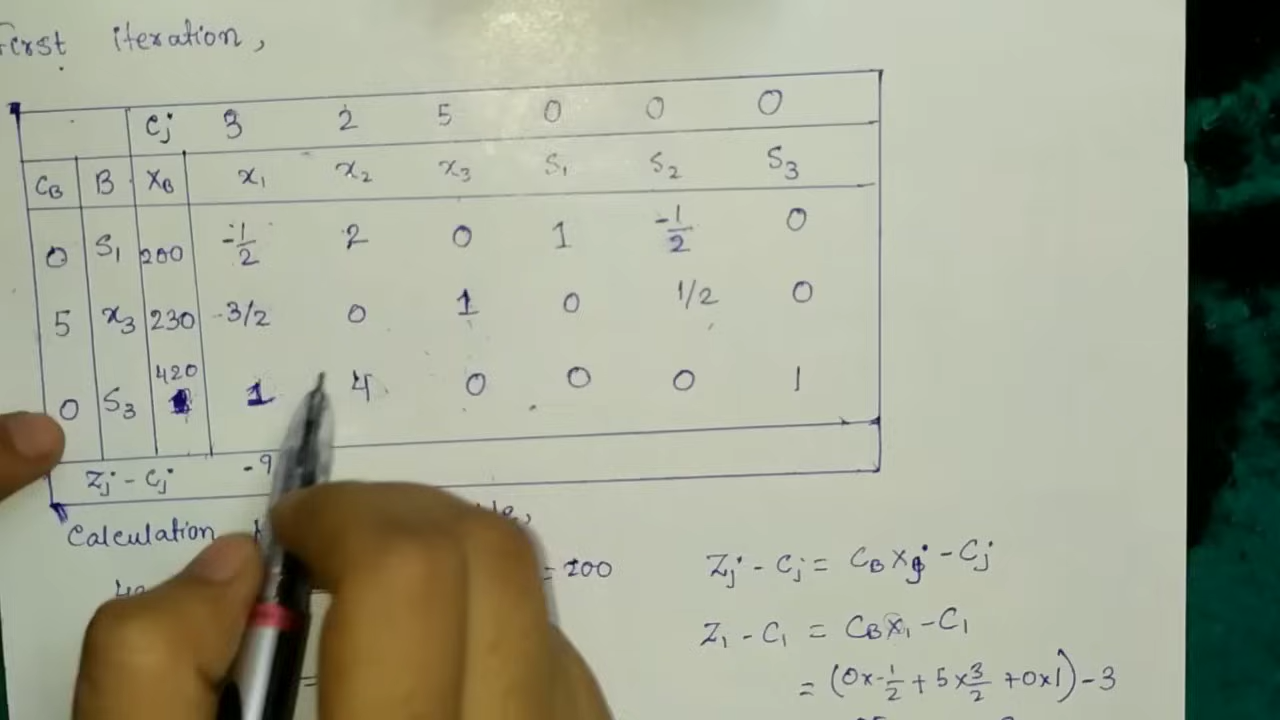 First iteration,
Cj 3 2 5 0 0 0
CB B XB x1 x2 x3 S1 S2 S3
0 S1 200 -1/2 2 0 1 -1/2 0
5 x3 230 -3/2 0 1 0 1/2 0
0 S3 420 1 4 0 0 0 1
Zj - Cj -9
Calculation
= 200
Zj - Cj = CB Xj - Cj
Z1 - C1 = CB X1 - C1
= (0x-1/2 + 5x3/2 + 0x1) - 3